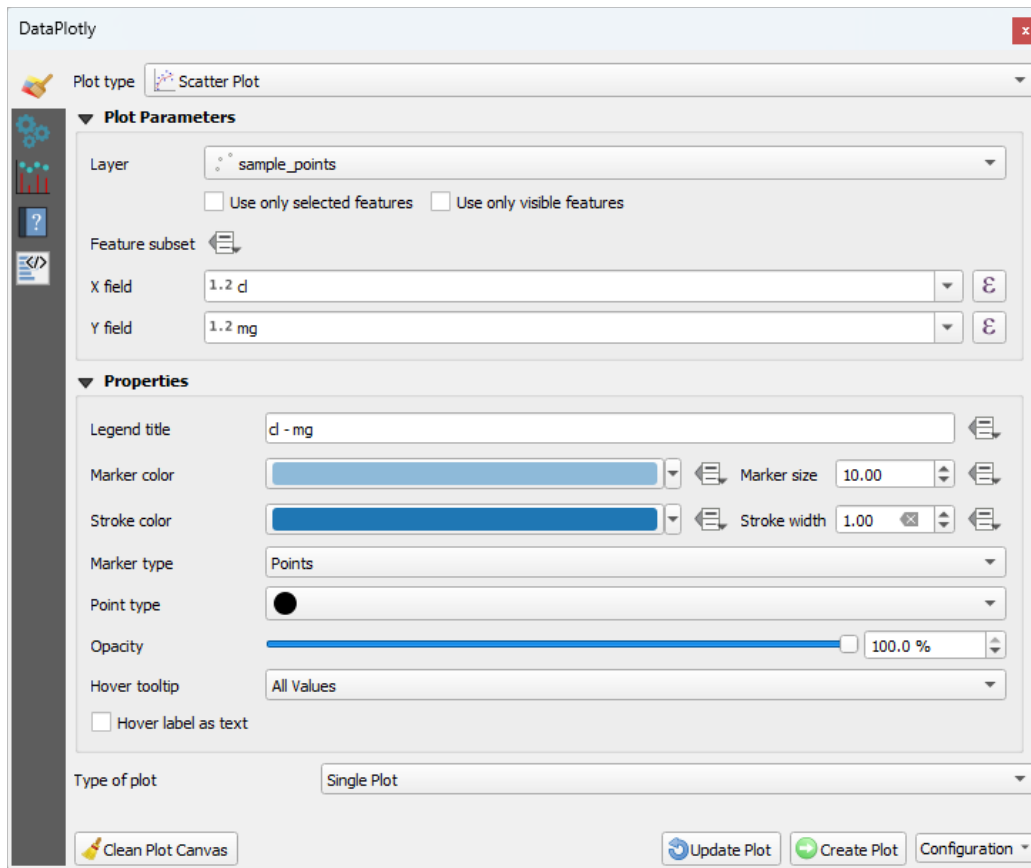 DataPlotly
x
Plot type Scatter Plot
Plot Parameters
Layer sample_points
Use only selected features Use only visible features
Feature subset
X field 1.2 cl ε
Y field 1.2 mg ε
Properties
Legend title cl - mg
Marker color Marker size 10.00
Stroke color Stroke width 1.00
Marker type Points
Point type
Opacity 100.0 %
Hover tooltip All Values
Hover label as text
Type of plot Single Plot
Clean Plot Canvas Update Plot Create Plot Configuration